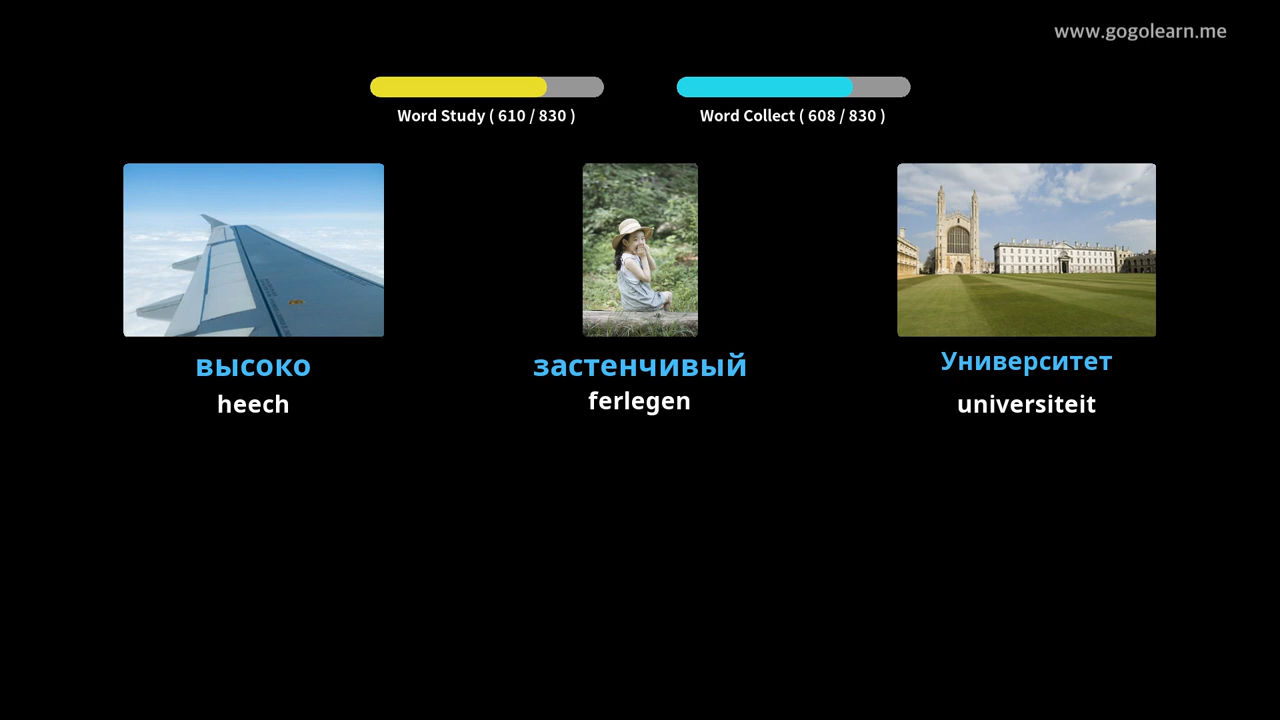 www.gogolearn.me
Word Study ( 610 / 830 )
Word Collect ( 608 / 830 )
высоко
застенчивый
Университет
heech
ferlegen
universiteit